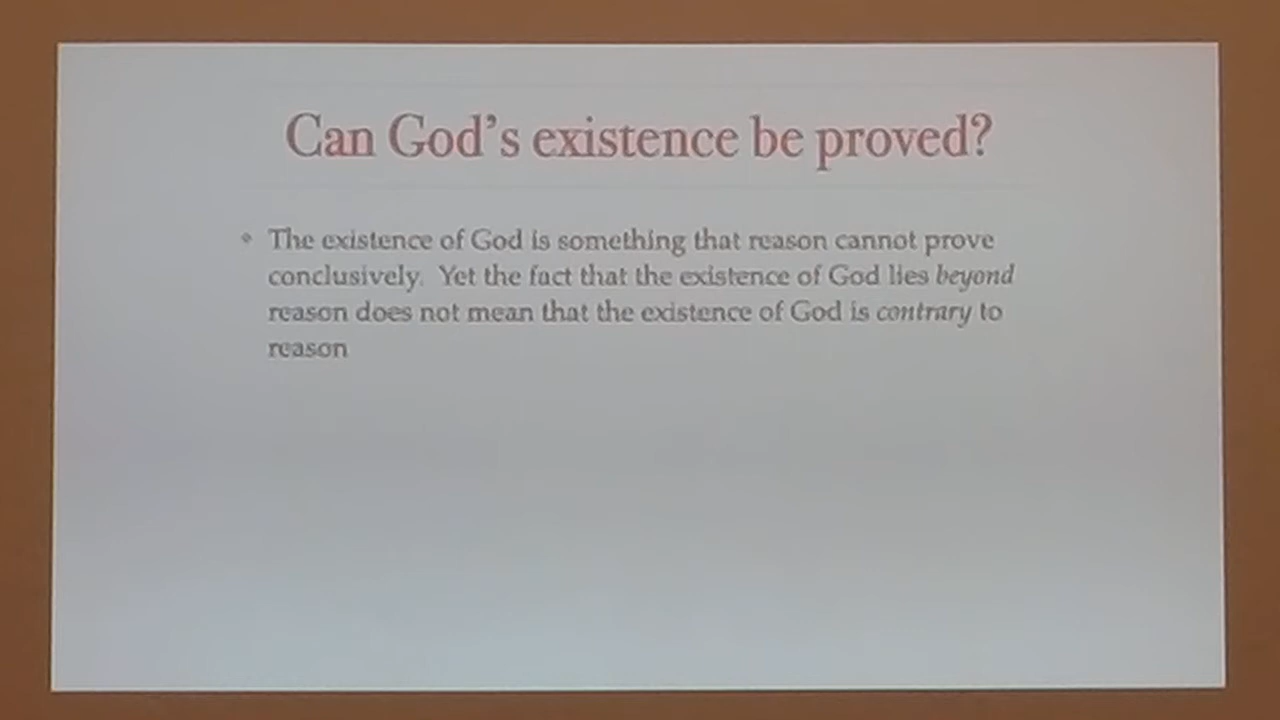 Can God's existence be proved?
The existence of God is something that reason cannot prove
conclusively. Yet the fact that the existence of God lies beyond
reason does not mean that the existence of God is contrary to
reason